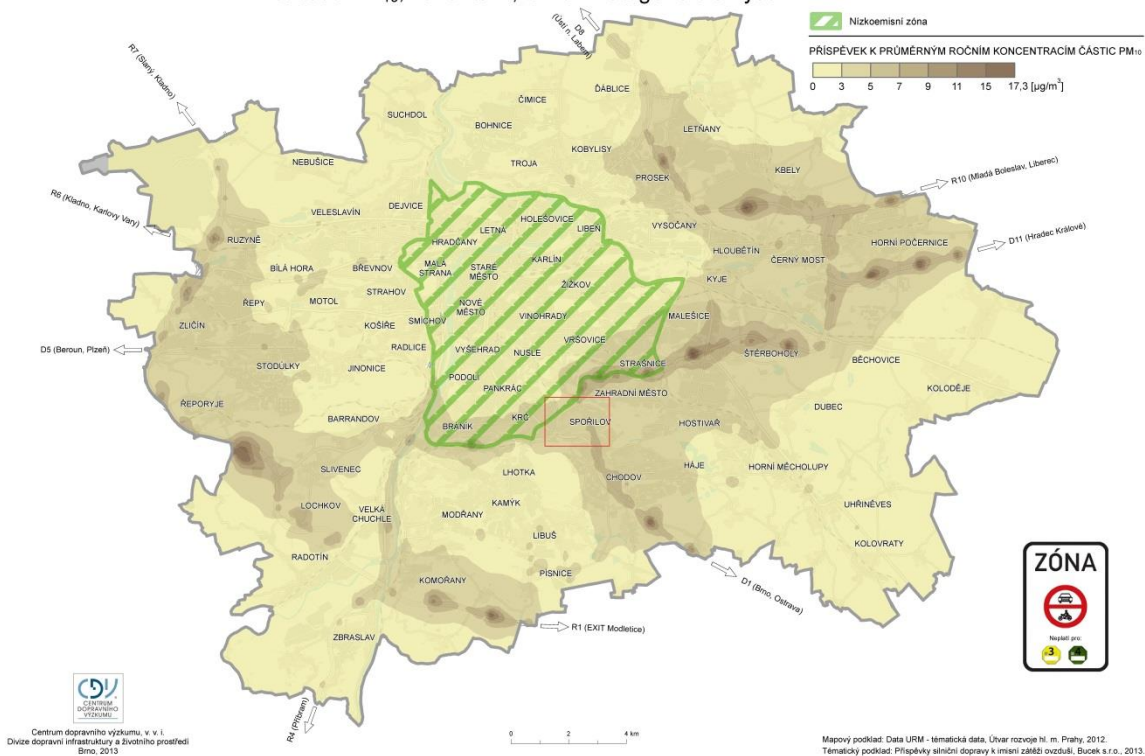 D8
(Ústí n. Labem)
R7 (Slaný, Kladno)
Nízkoemisní zóna
PŘÍSPĚVEK K PRŮMĚRNÝM ROČNÍM KONCENTRACÍM ČÁSTIC PM10
0 3 5 7 9 11 15 17,3 [µg/m³]
ĎÁBLICE
ČIMICE
SUCHDOL
BOHNICE
LETŇANY
KOBYLISY
NEBUŠICE
TROJA
KBELY
PROSEK
R10 (Mladá Boleslav, Liberec)
R6 (Kladno, Karlovy Vary)
DEJVICE
VELESLAVÍN
HOLEŠOVICE
LETNÁ
LIBEŇ
VYSOČANY
D11 (Hradec Králové)
RUZYNĚ
HRADČANY
HORNÍ POČERNICE
HLOUBĚTÍN
KARLÍN
ČERNÝ MOST
BÍLÁ HORA
BŘEVNOV
MALÁ
STRANA
STARÉ
MĚSTO
KYJE
ŽIŽKOV
STRAHOV
MOTOL
ŘEPY
NOVÉ
MĚSTO
MALEŠICE
VINOHRADY
SMÍCHOV
ZLIČÍN
KOŠÍŘE
VRŠOVICE
RADLICE
D5 (Beroun, Plzeň)
VYŠEHRAD
NUSLE
ŠTĚRBOHOLY
BĚCHOVICE
STRAŠNICE
STODŮLKY
JINONICE
PODOLÍ
PANKRÁC
KOLODĚJE
ZAHRADNÍ MĚSTO
ŘEPORYJE
DUBEC
BARRANDOV
KRČ
SPOŘILOV
HOSTIVAŘ
BRANÍK
SLIVENEC
LHOTKA
HÁJE
HORNÍ MĚCHOLUPY
CHODOV
LOCHKOV
VELKÁ
CHUCHLE
KAMÝK
MODŘANY
UHŘÍNĚVES
LIBUŠ
KOLOVRATY
RADOTÍN
PÍSNICE
KOMOŘANY
D1 (Brno, Ostrava)
R1 (EXIT Modletice)
ZBRASLAV
R4 (Příbram)
ZÓNA
Neplatí pro:
3 4
CDV
CENTRUM
DOPRAVNÍHO
VÝZKUMU
Centrum dopravního výzkumu, v. v. i.
Divize dopravní infrastruktury a životního prostředí
Brno, 2013
0 2 4 km
Mapový podklad: Data URM - tématická data, Útvar rozvoje hl. m. Prahy, 2012.
Tématický podklad: Příspěvky silniční dopravy k imisní zátěži ovzduší, Bucek s.r.o., 2013